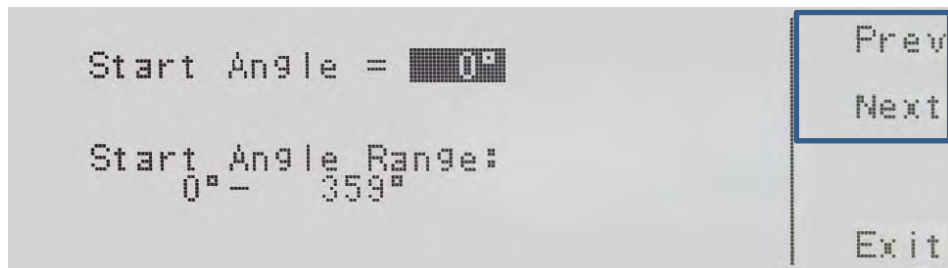 Start Angle = 0°
Start Angle Range:
0°- 359°
Prev
Next
Exit